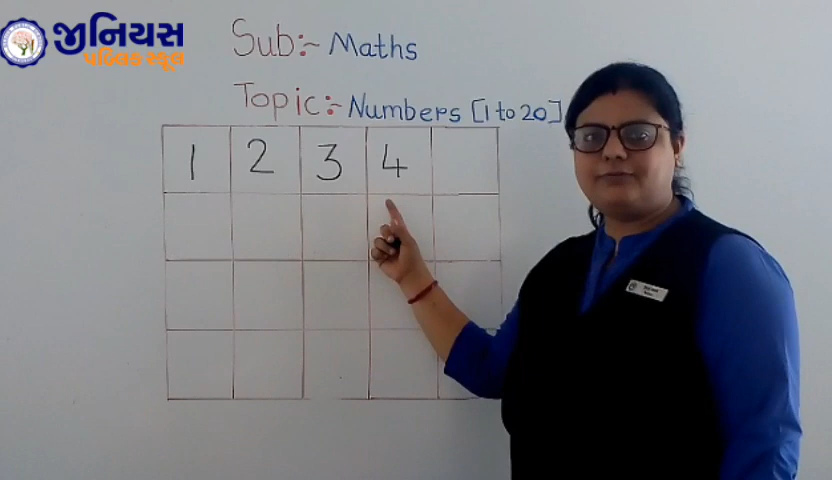 જીનિયસ
પબ્લિક સ્કૂલ
Sub:- Maths
Topic:- Numbers [1 to 20]
1 2 3 4